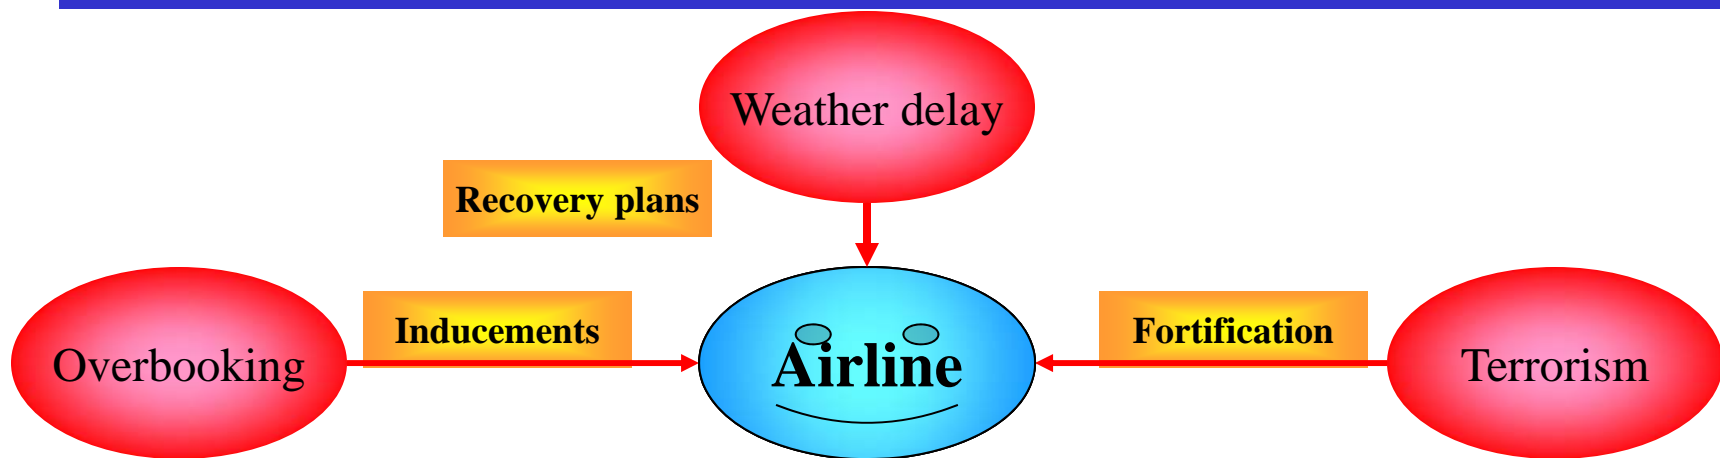 Weather delay
Recovery plans
Overbooking
Inducements
Airline
Fortification
Terrorism